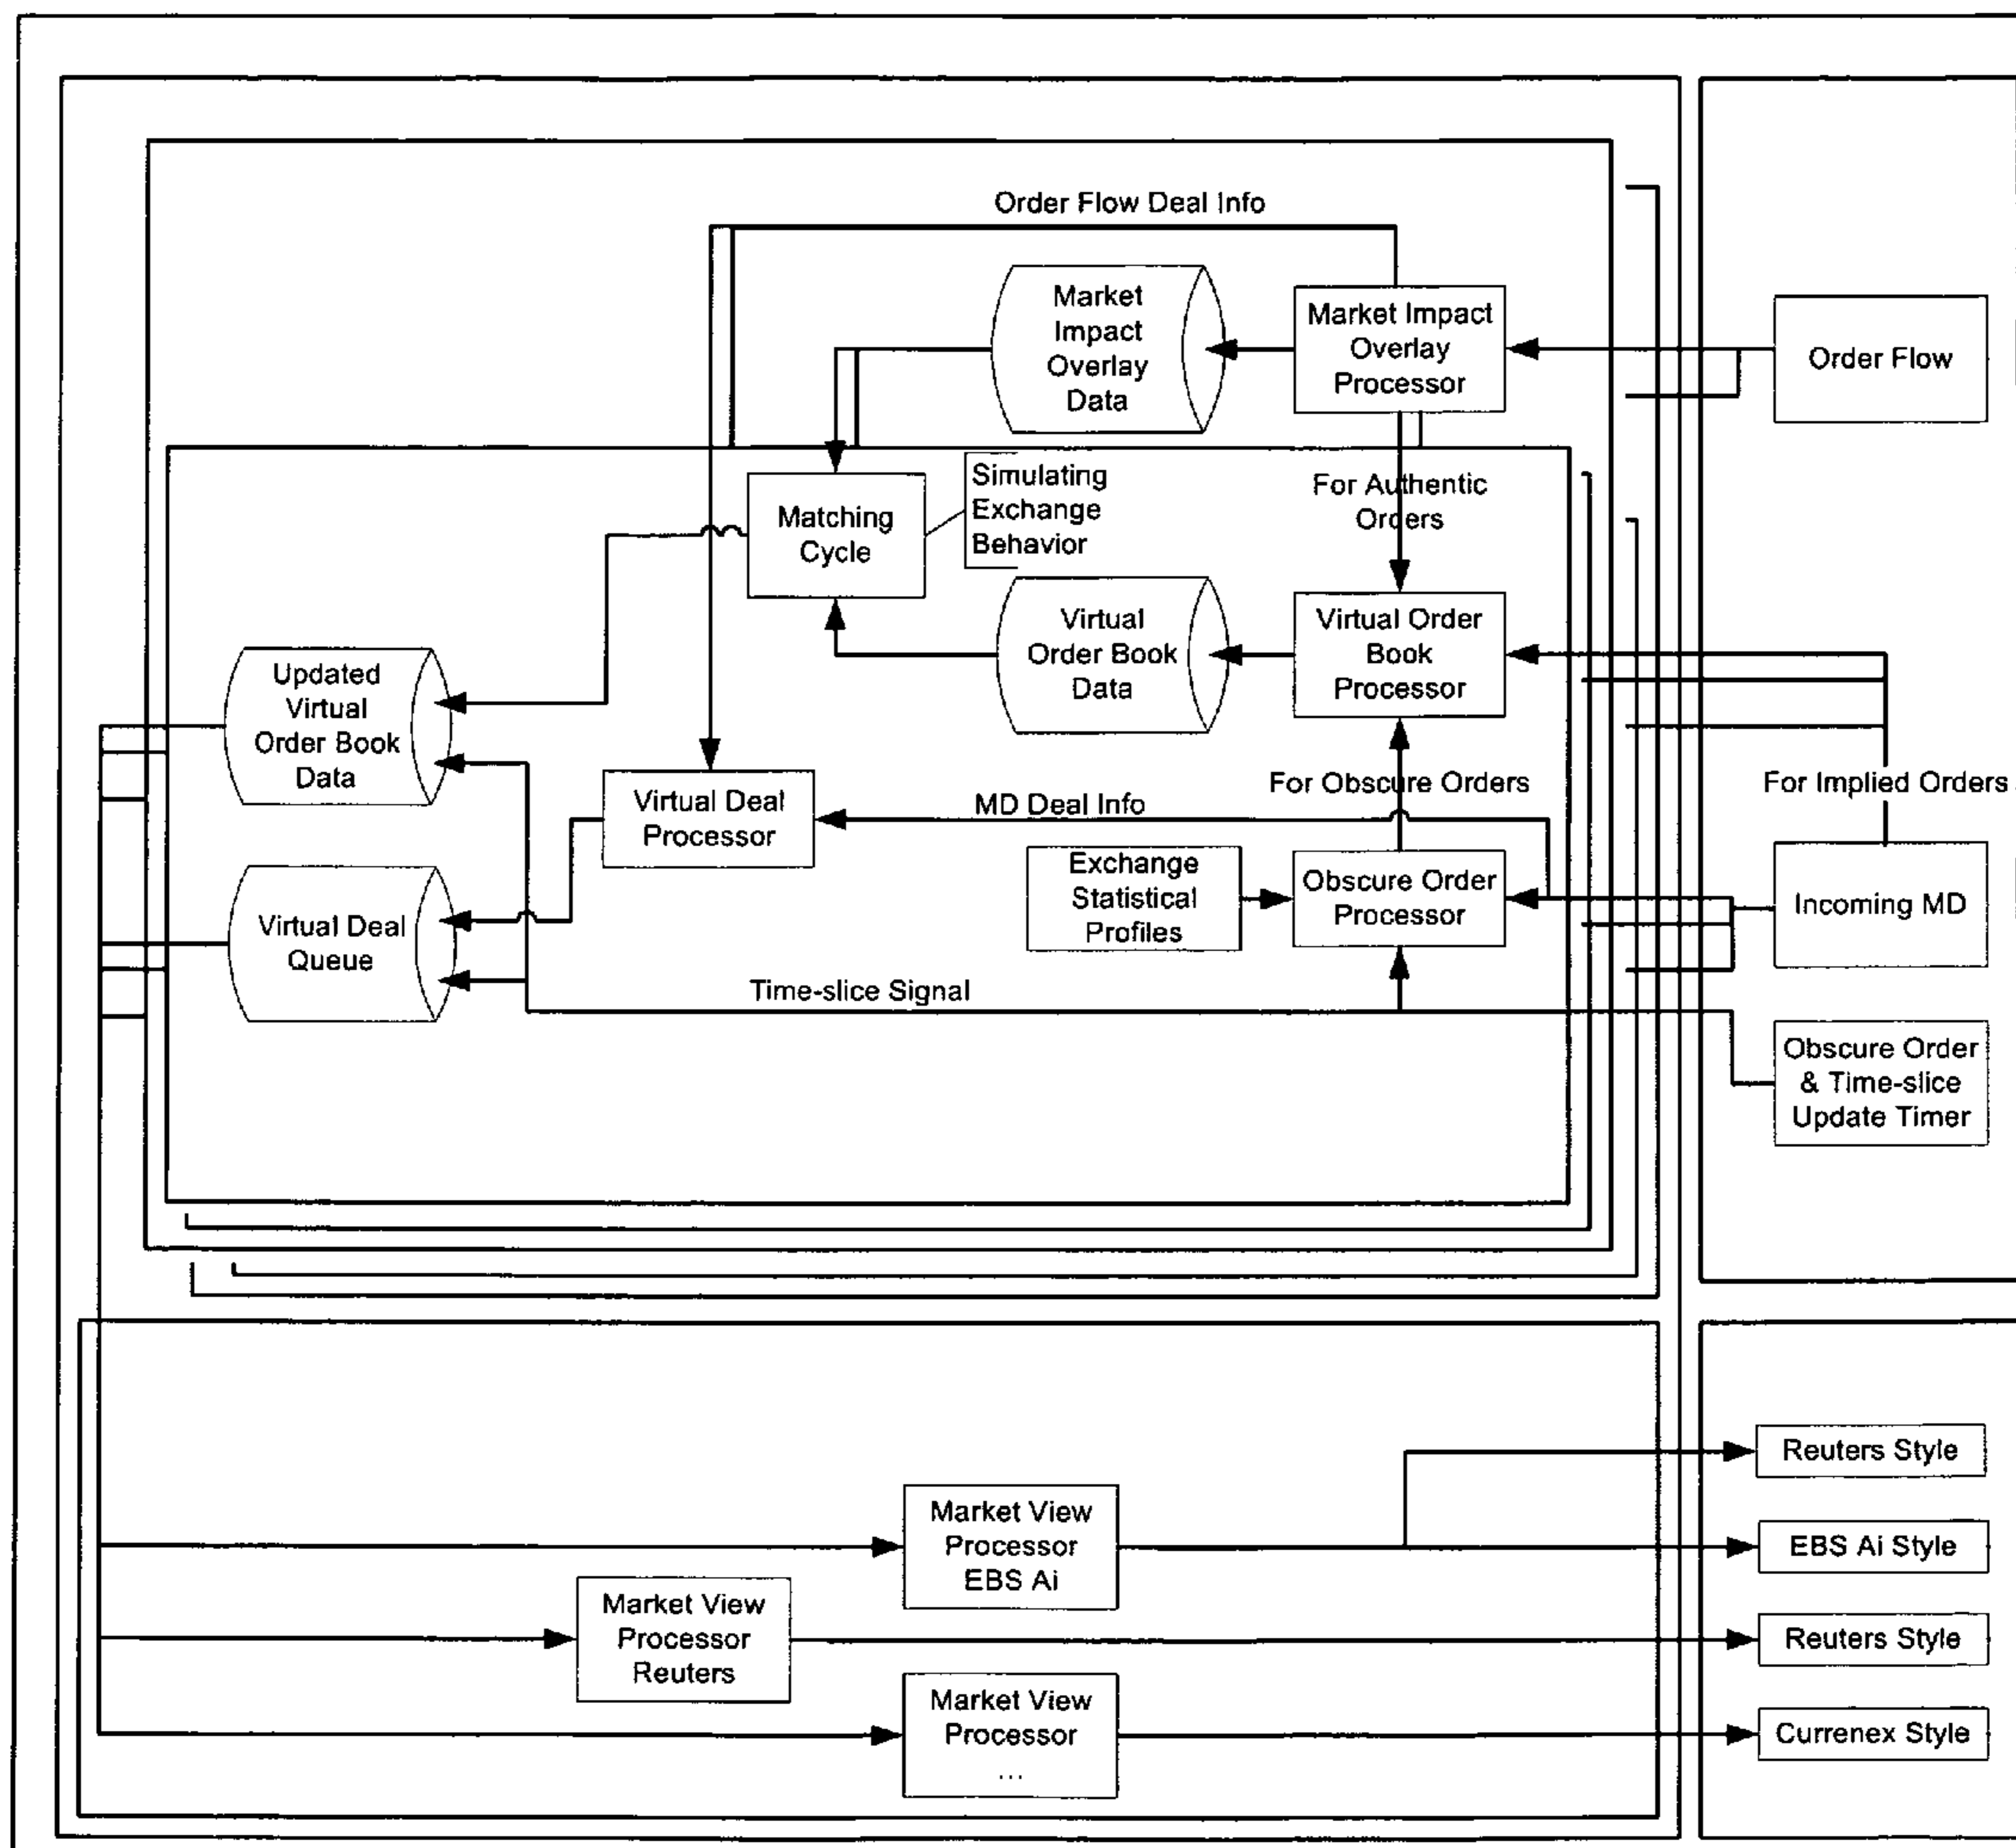 Order Flow Deal Info
Market
Impact
Overlay
Data
Market Impact
Overlay
Processor
Order Flow
Matching
Cycle
Simulating
Exchange
Behavior
For Authentic
Orders
Virtual
Order Book
Data
Virtual Order
Book
Processor
Updated
Virtual
Order Book
Data
Virtual Deal
Processor
MD Deal Info
For Obscure Orders
For Implied Orders
Exchange
Statistical
Profiles
Obscure Order
Processor
Incoming MD
Virtual Deal
Queue
Time-slice Signal
Obscure Order
& Time-slice
Update Timer
Reuters Style
Market View
Processor
EBS Ai
EBS Ai Style
Market View
Processor
Reuters
Reuters Style
Market View
Processor
...
Currenex Style